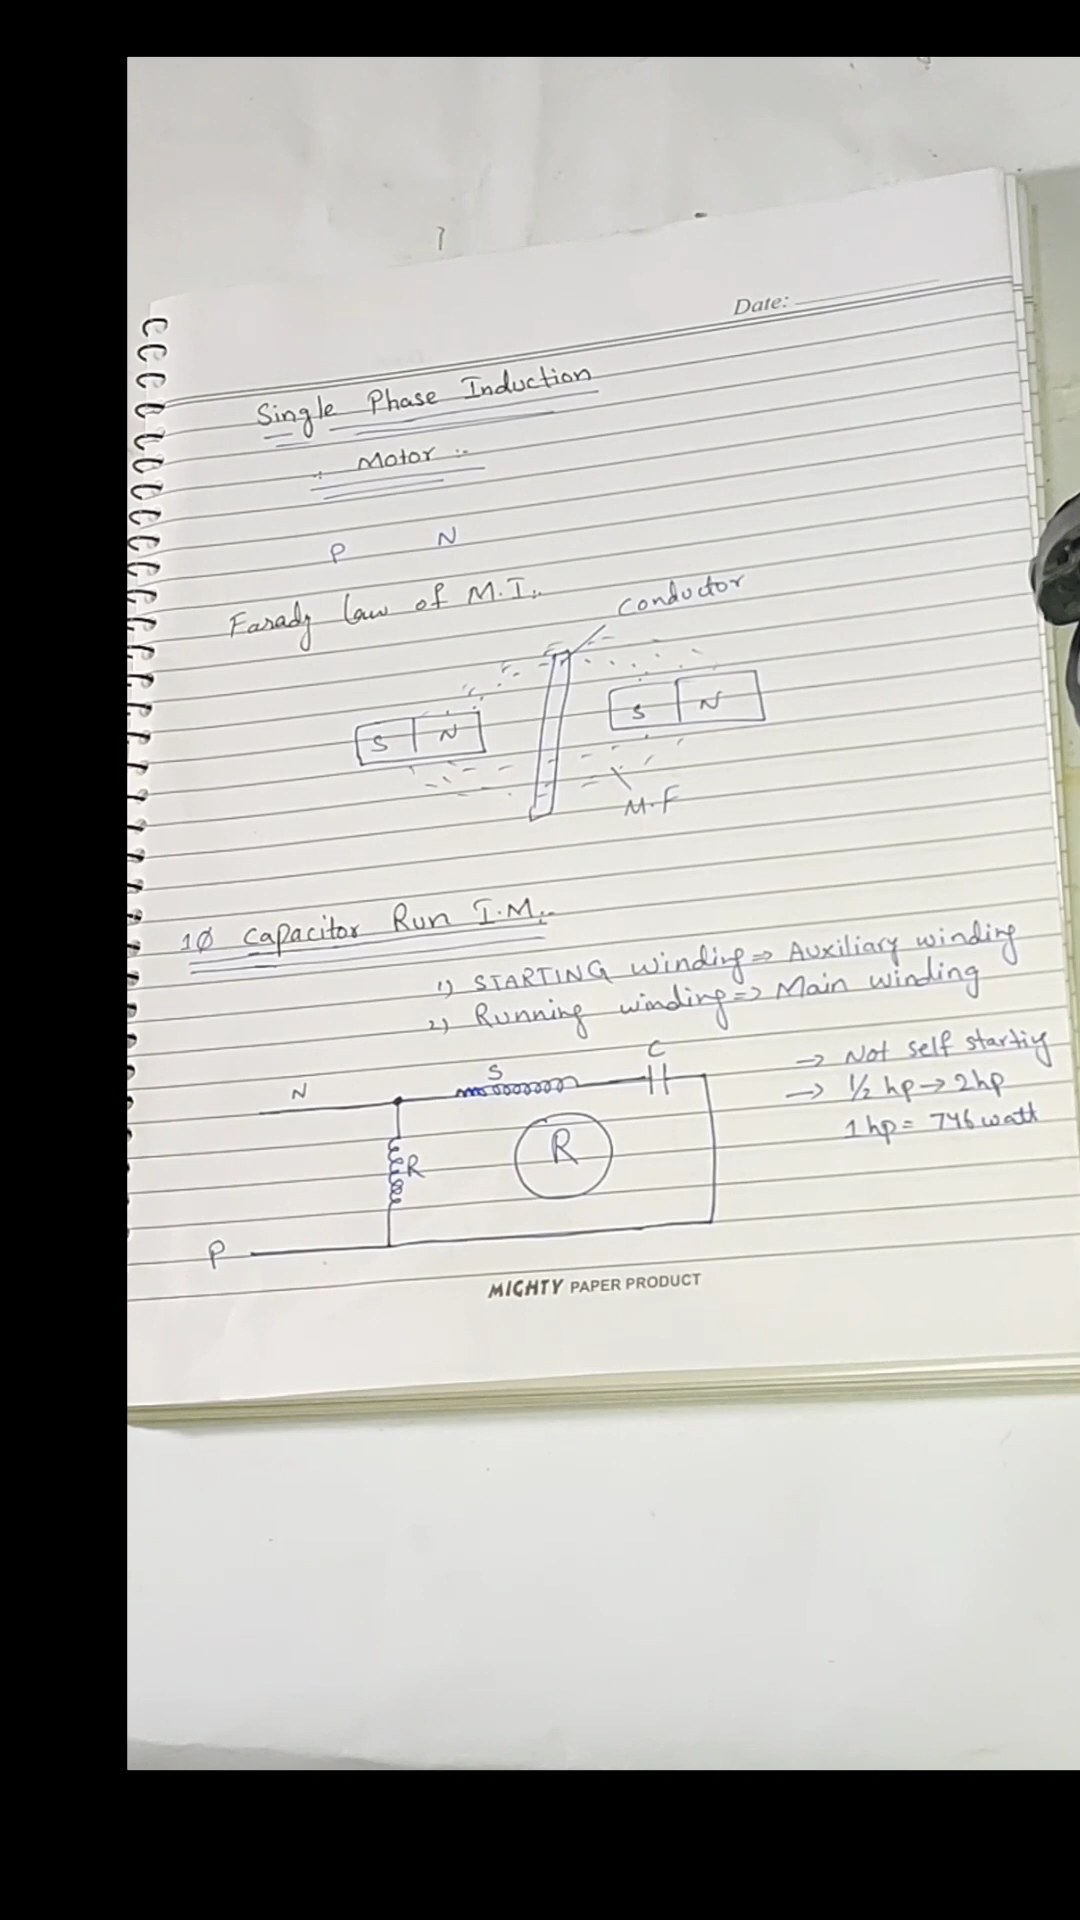 Date:
Single Phase Induction
Motor :-
P N
Farady law of M.I:-
Conductor
S N
S N
M.F
1Ø Capacitor Run I.M:-
1) STARTING winding => Auxiliary winding
2) Running winding => Main winding
→ Not self starting
→ 1/2 hp → 2hp
1 hp = 746 watt
N
S
C
R
R
P
MIGHTY PAPER PRODUCT